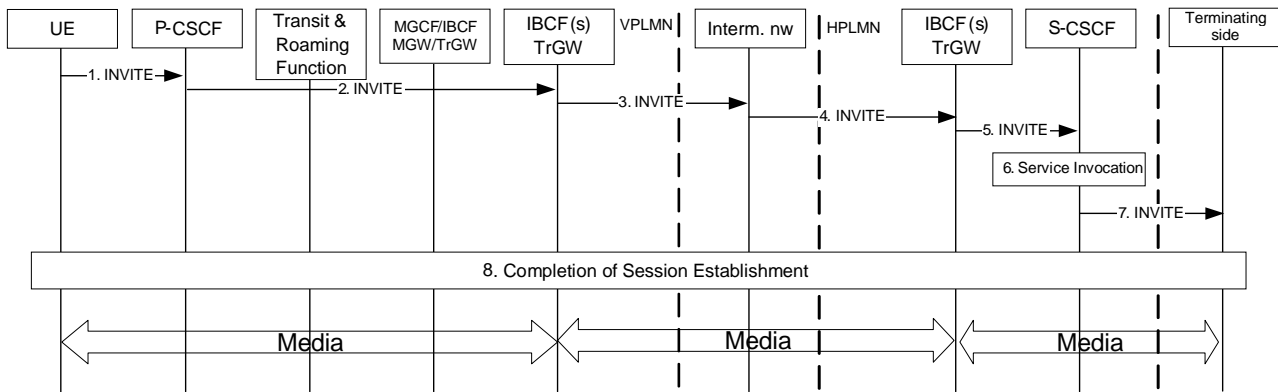 UE
P-CSCF
Transit &
Roaming
Function
MGCF/IBCF
MGW/TrGW
IBCF(s)
TrGW
VPLMN
Interm. nw
HPLMN
IBCF(s)
TrGW
S-CSCF
Terminating
side
1. INVITE
2. INVITE
3. INVITE
4. INVITE
5. INVITE
6. Service Invocation
7. INVITE
8. Completion of Session Establishment
Media
Media
Media